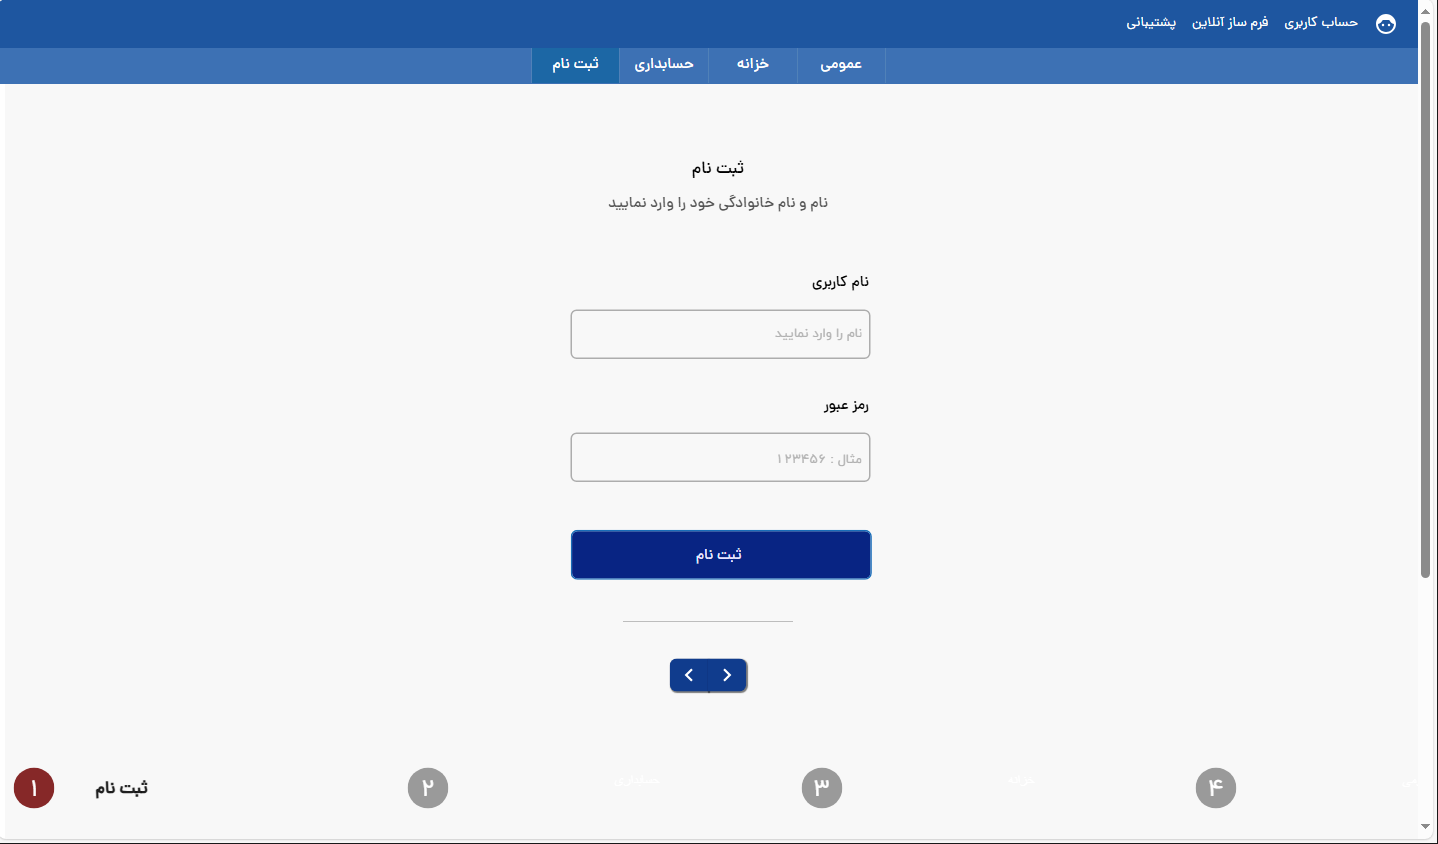 حساب کاربری فرم ساز آنلاین پشتیبانی
عمومی خزانه حسابداری ثبت نام
ثبت نام
نام و نام خانوادگی خود را وارد نمایید
نام کاربری
نام را وارد نمایید
رمز عبور
مثال : ۱۲۳۴۵۶
ثبت نام
۱ ثبت نام ۲ حسابداری ۳ خزانه ۴